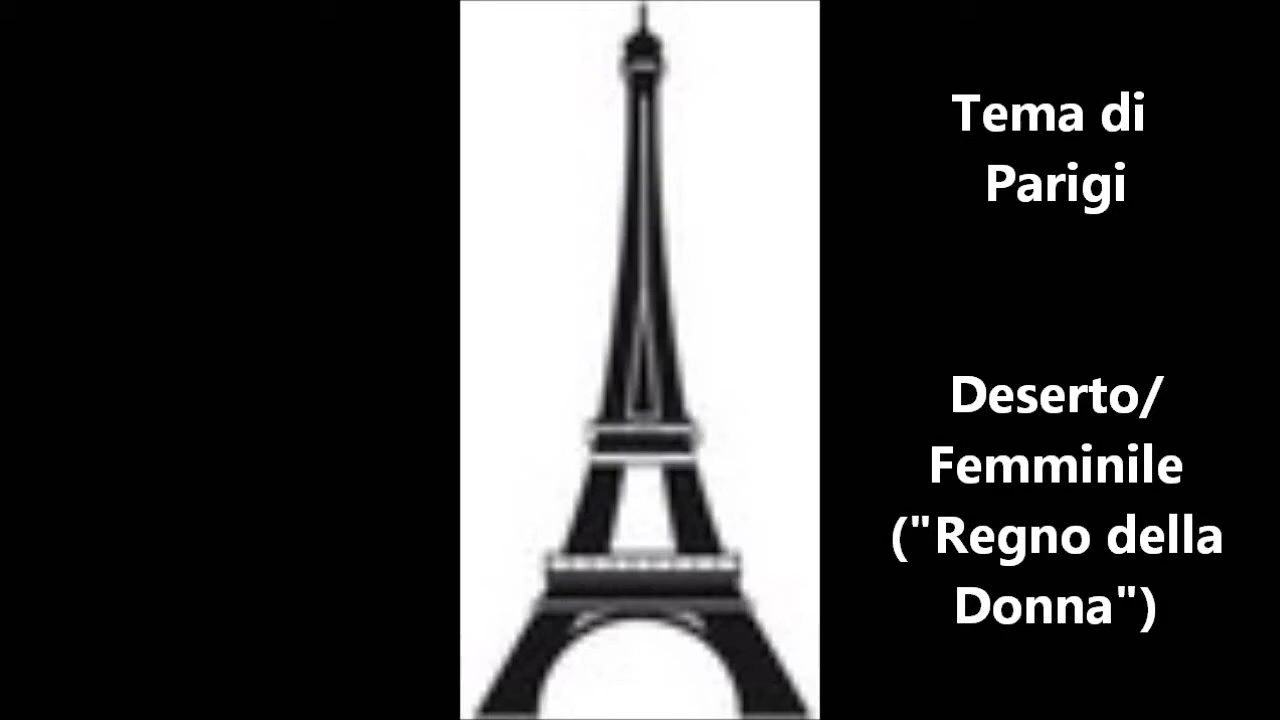 Tema di
Parigi
Deserto/
Femminile
("Regno della
Donna")